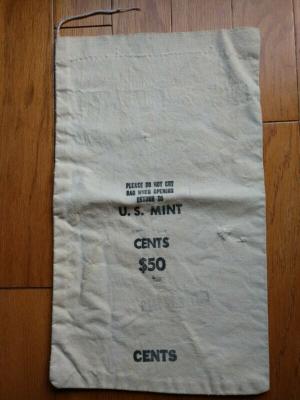 PLEASE DO NOT CUT
BAG WHEN OPENING
RETURN TO
U. S. MINT
CENTS
$50
CENTS